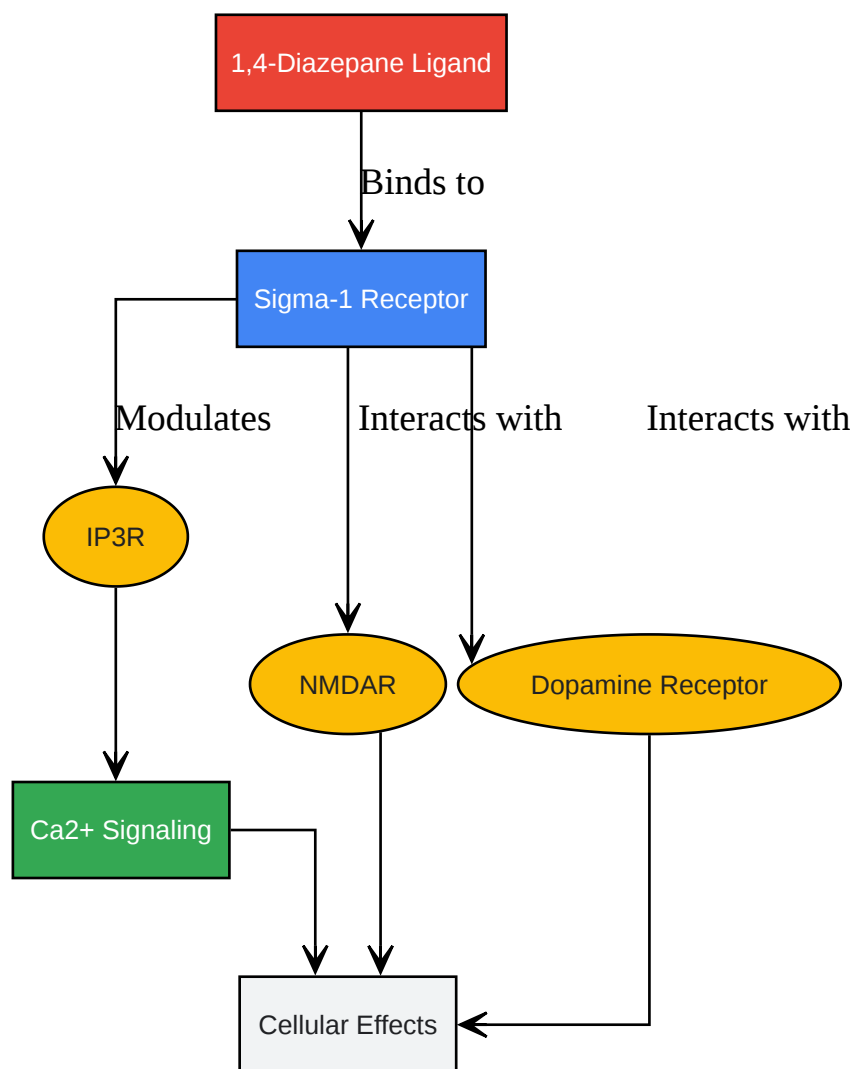 1,4-Diazepane Ligand
Binds to
Sigma-1 Receptor
Modulates
Interacts with
Interacts with
IP3R
NMDAR
Dopamine Receptor
Ca2+ Signaling
Cellular Effects